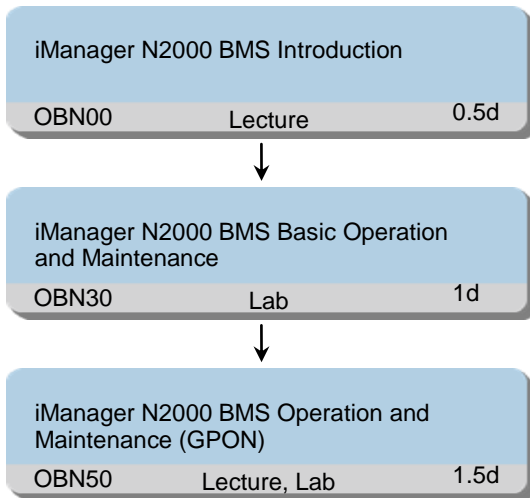 iManager N2000 BMS Introduction
OBN00 Lecture 0.5d
iManager N2000 BMS Basic Operation
and Maintenance
OBN30 Lab 1d
iManager N2000 BMS Operation and
Maintenance (GPON)
OBN50 Lecture, Lab 1.5d